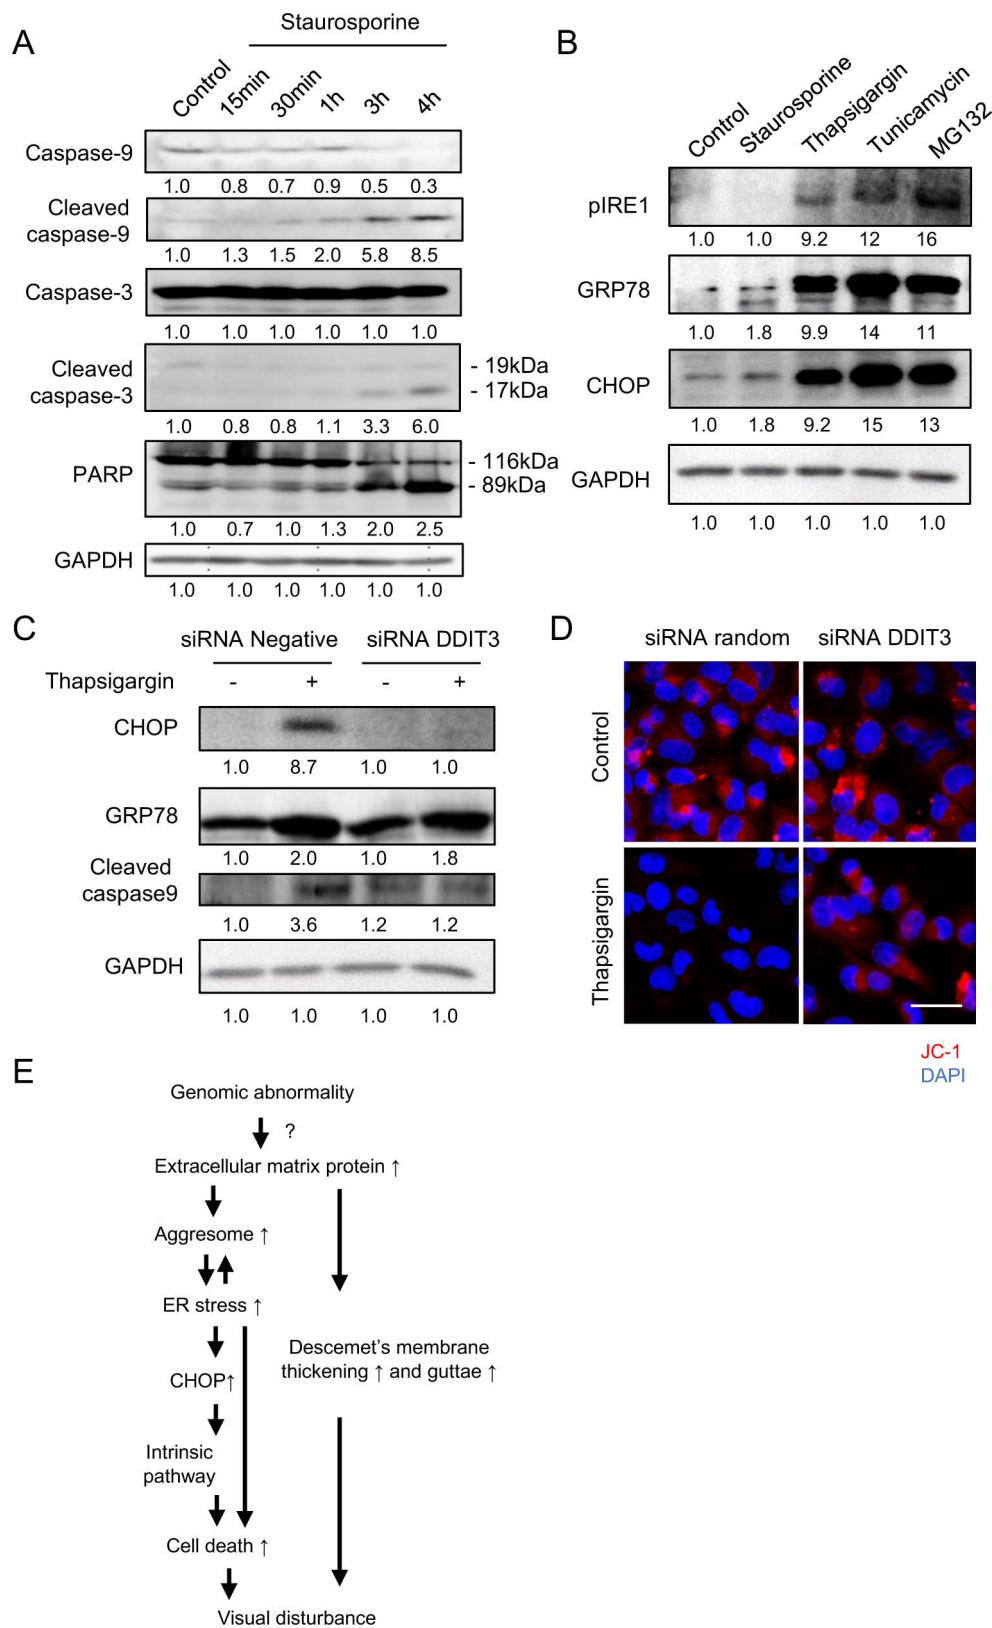 A
Staurosporine
Control 15min 30min 1h 3h 4h
Caspase-9
1.0 0.8 0.7 0.9 0.5 0.3
Cleaved
caspase-9
1.0 1.3 1.5 2.0 5.8 8.5
Caspase-3
1.0 1.0 1.0 1.0 1.0 1.0
Cleaved
caspase-3
- 19kDa
- 17kDa
1.0 0.8 0.8 1.1 3.3 6.0
PARP
- 116kDa
- 89kDa
1.0 0.7 1.0 1.3 2.0 2.5
GAPDH
1.0 1.0 1.0 1.0 1.0 1.0
B
Control Staurosporine Thapsigargin Tunicamycin MG132
pIRE1
1.0 1.0 9.2 12 16
GRP78
1.0 1.8 9.9 14 11
CHOP
1.0 1.8 9.2 15 13
GAPDH
1.0 1.0 1.0 1.0 1.0
C
siRNA Negative siRNA DDIT3
Thapsigargin - + - +
CHOP
1.0 8.7 1.0 1.0
GRP78
1.0 2.0 1.0 1.8
Cleaved
caspase9
1.0 3.6 1.2 1.2
GAPDH
1.0 1.0 1.0 1.0
D
siRNA random siRNA DDIT3
Control
Thapsigargin
JC-1
DAPI
E
Genomic abnormality
?
Extracellular matrix protein ↑
Aggresome ↑
ER stress ↑
Descemet's membrane
thickening ↑ and guttae ↑
CHOP↑
Intrinsic
pathway
Cell death ↑
Visual disturbance